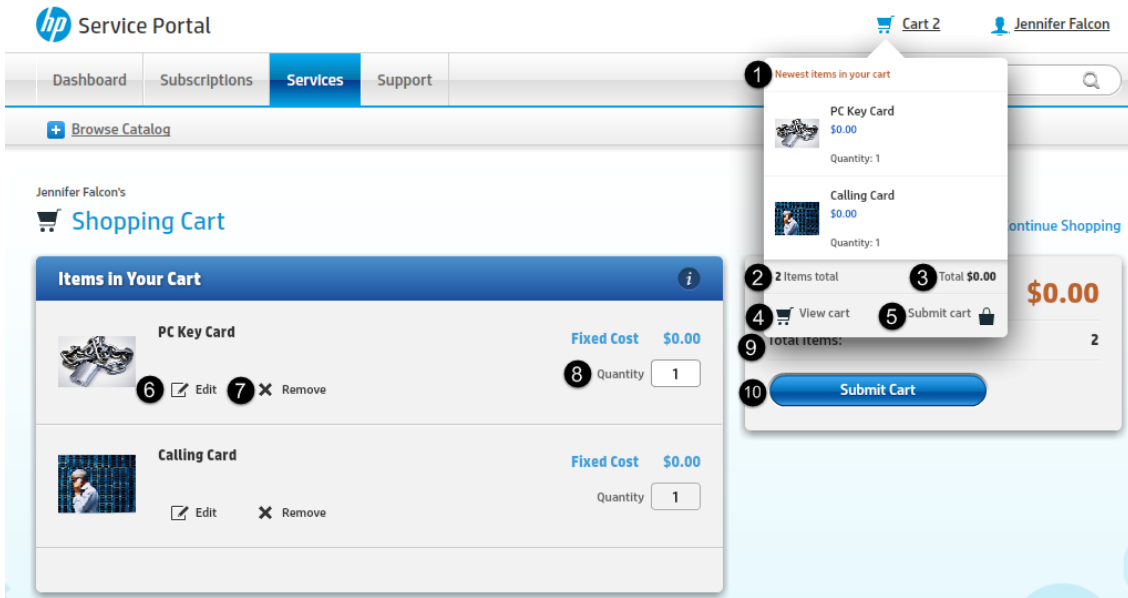 hp Service Portal
Cart 2
Jennifer Falcon
Dashboard Subscriptions Services Support
Browse Catalog
1 Newest items in your cart
PC Key Card
$0.00
Quantity: 1
Calling Card
$0.00
Quantity: 1
2 2 Items total 3 Total $0.00
4 View cart 5 Submit cart
Jennifer Falcon's
Shopping Cart
Continue Shopping
Items in Your Cart i
PC Key Card
Fixed Cost $0.00
8 Quantity 1
6 Edit 7 Remove
Calling Card
Fixed Cost $0.00
Quantity 1
Edit Remove
$0.00
9 Total Items: 2
10 Submit Cart